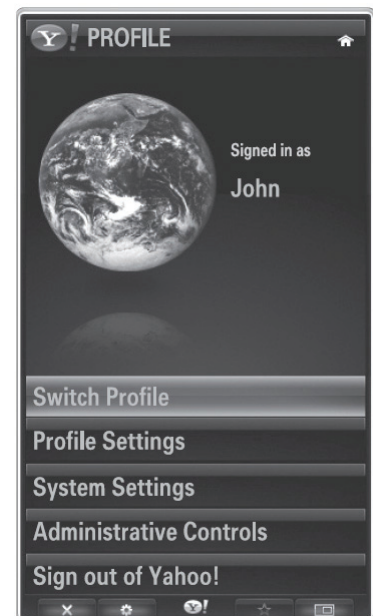 Y! PROFILE
Signed in as
John
Switch Profile
Profile Settings
System Settings
Administrative Controls
Sign out of Yahoo!
Y!